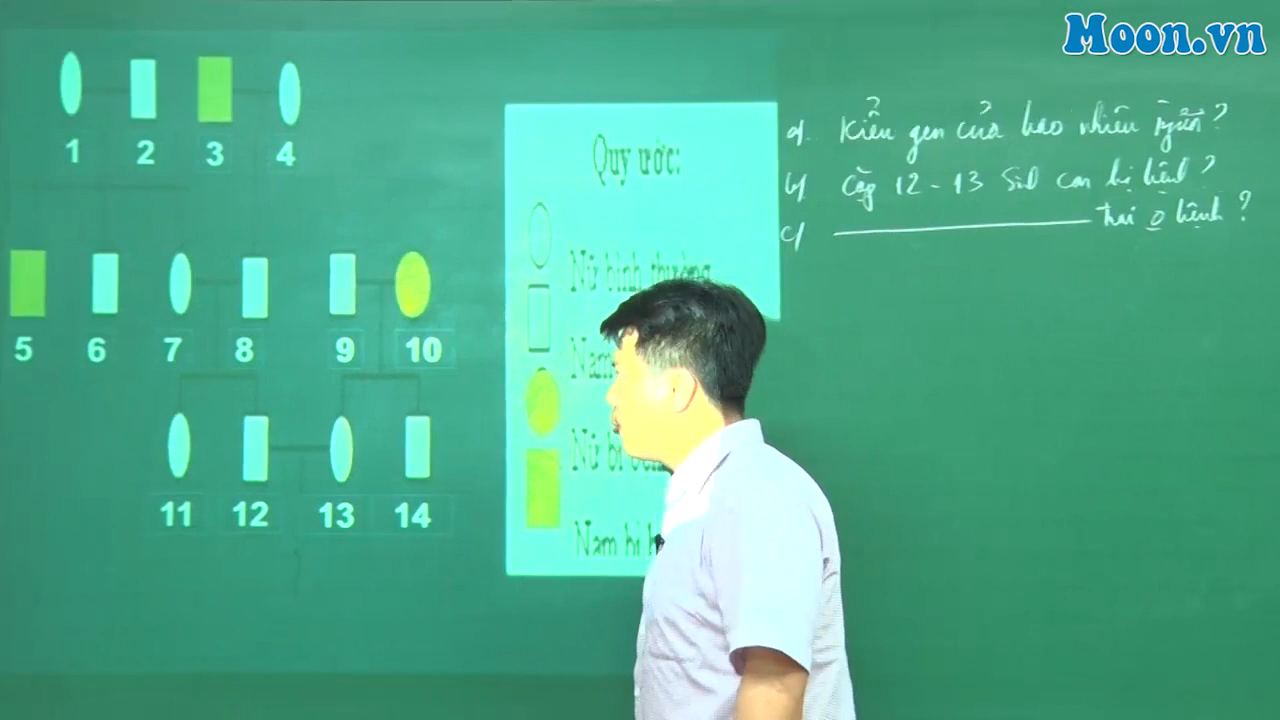 Moon.vn
1 2 3 4
5 6 7 8 9 10
11 12 13 14
Quy ước:
Nữ bình thường
Nam
Nữ bị bệnh
Nam bị b
a/. Kiểu gen của bao nhiêu người?
b/ Cặp 12 - 13 sinh con bị bệnh?
c/ trai o bệnh?